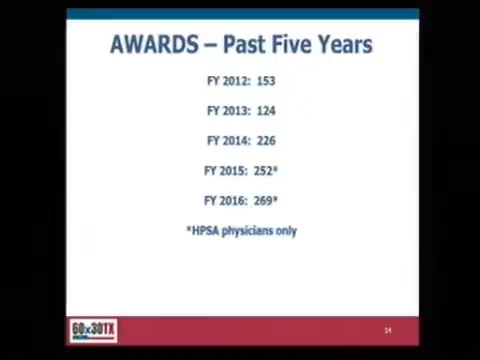 AWARDS – Past Five Years
FY 2012: 153
FY 2013: 124
FY 2014: 226
FY 2015: 252*
FY 2016: 269*
*HPSA physicians only
60x30TX
14